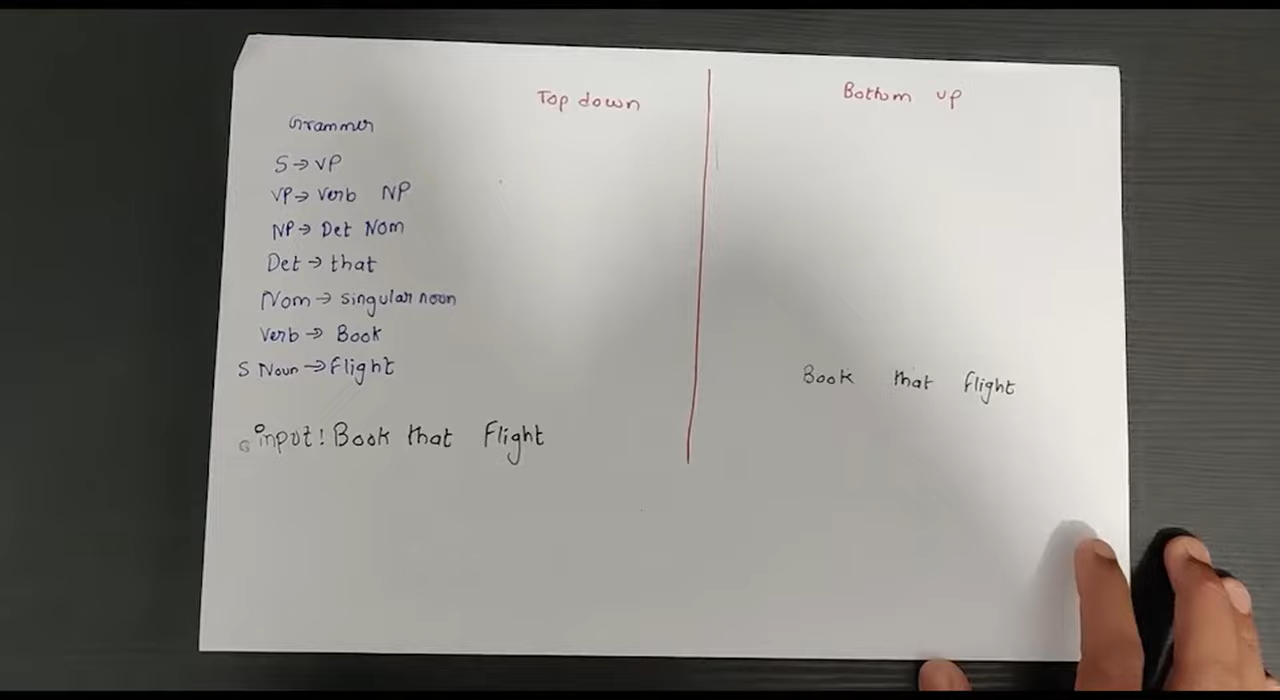 Top down
Grammer
S → VP
VP → Verb NP
NP → Det Nom
Det → that
Nom → singular noun
Verb → Book
S Noun → Flight
input: Book that Flight
Bottom up
Book that flight